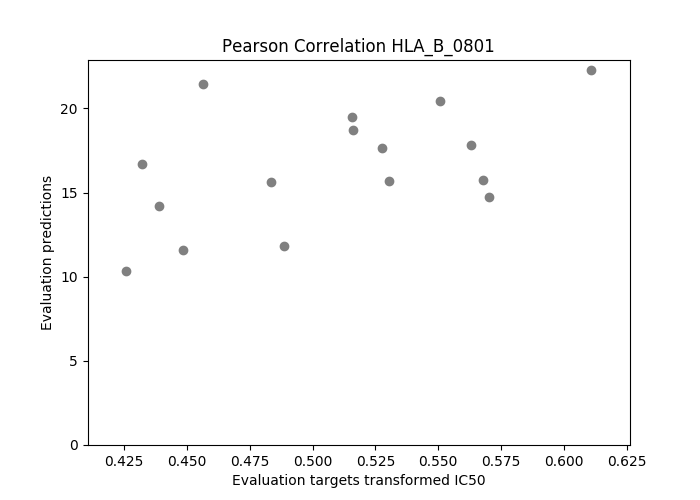 Pearson Correlation HLA_B_0801
20
15
10
5
0
Evaluation predictions
0.425 0.450 0.475 0.500 0.525 0.550 0.575 0.600 0.625
Evaluation targets transformed IC50